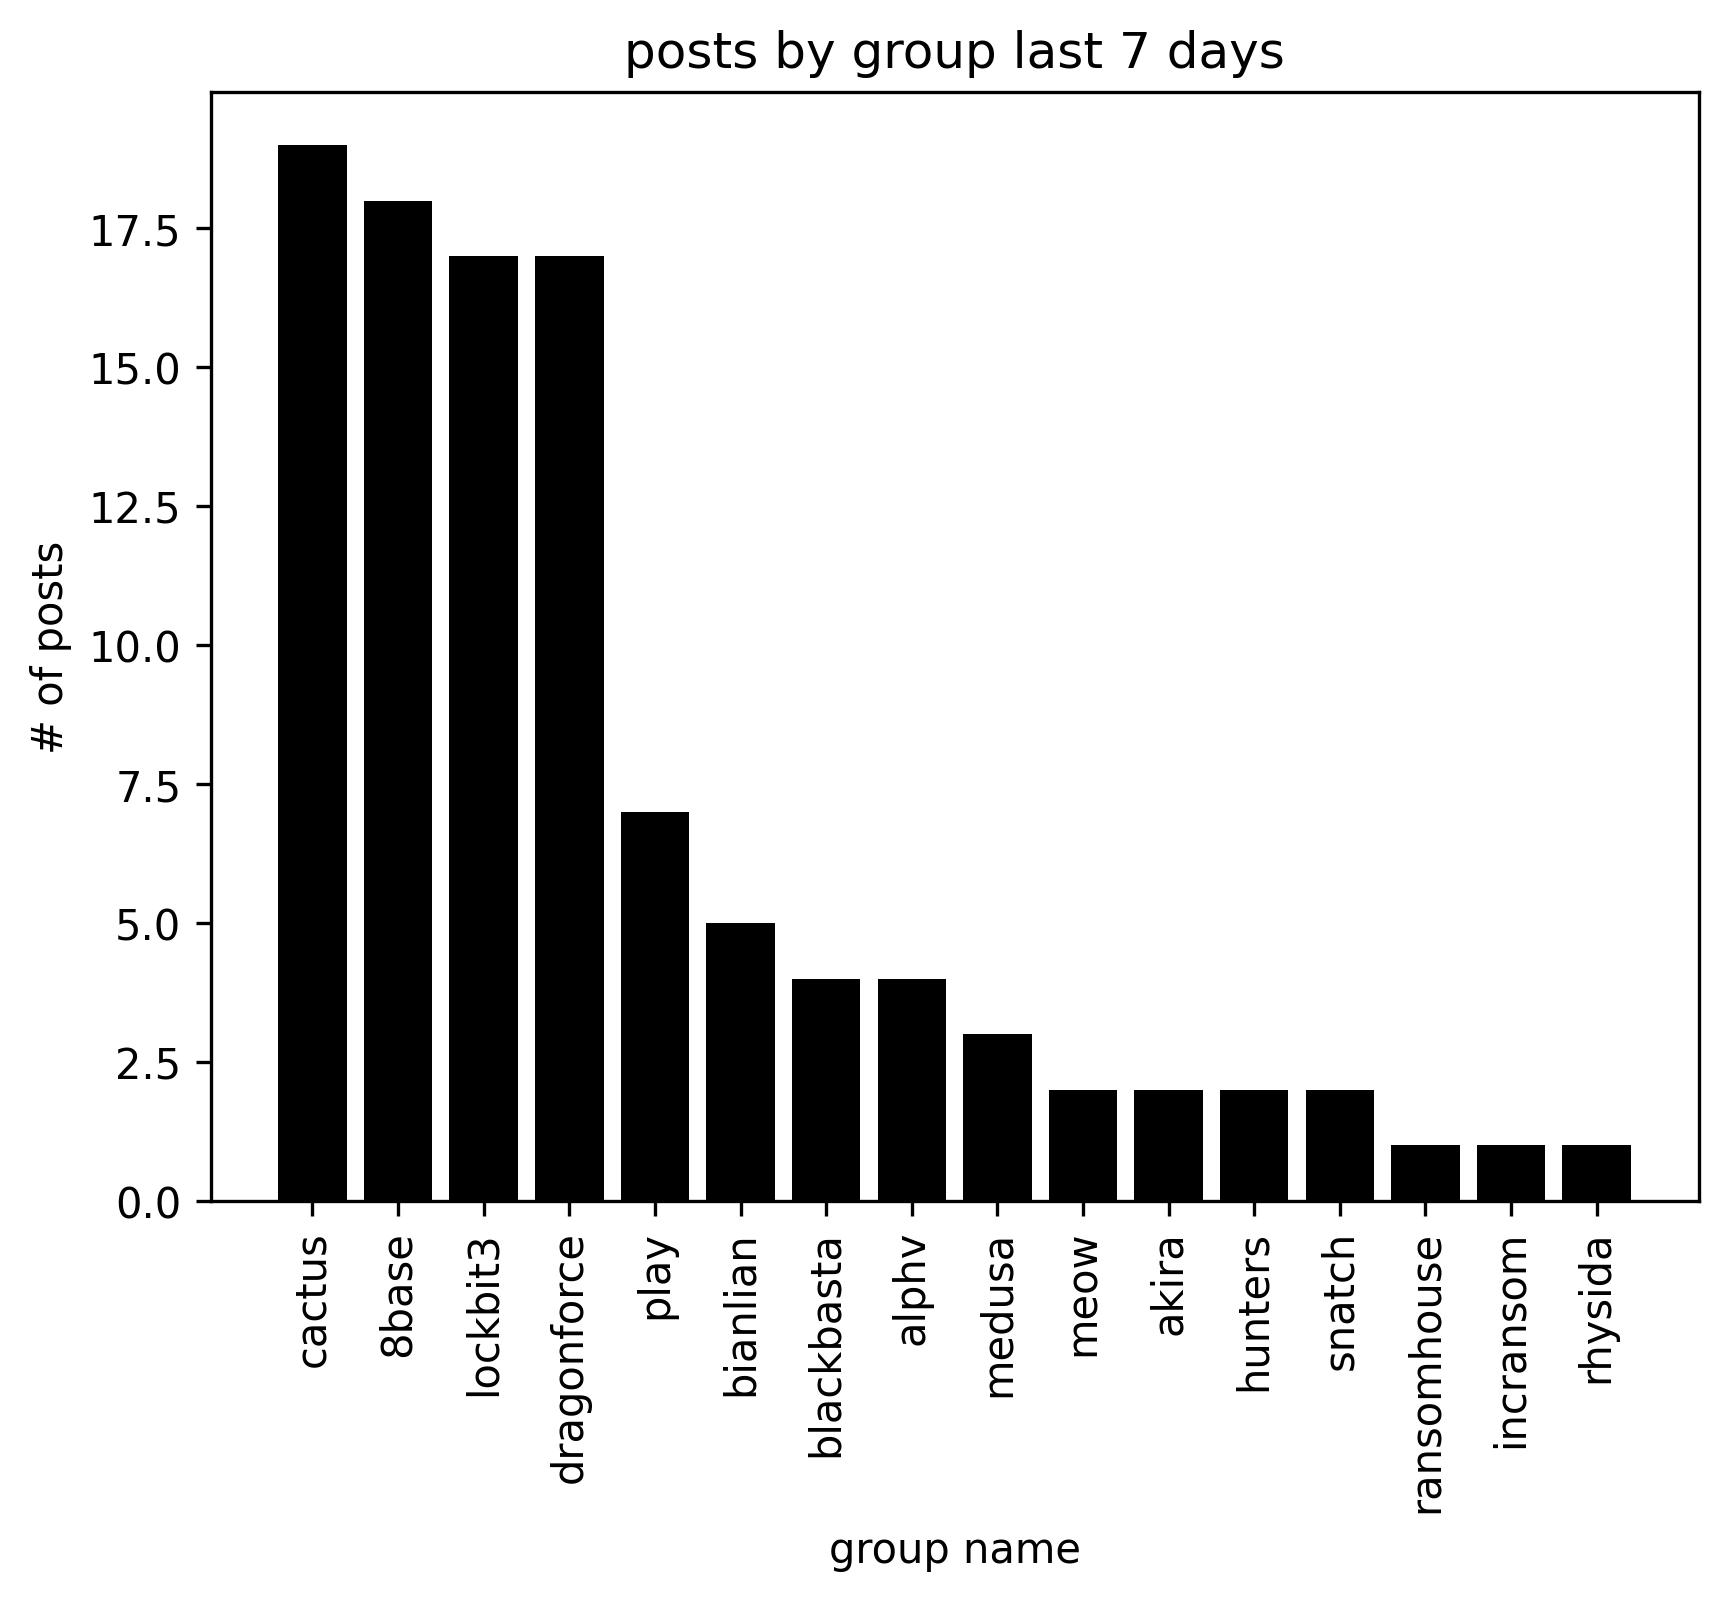 posts by group last 7 days
# of posts
17.5
15.0
12.5
10.0
7.5
5.0
2.5
0.0
cactus
8base
lockbit3
dragonforce
play
bianlian
blackbasta
alphv
medusa
meow
akira
hunters
snatch
ransomhouse
incransom
rhysida
group name